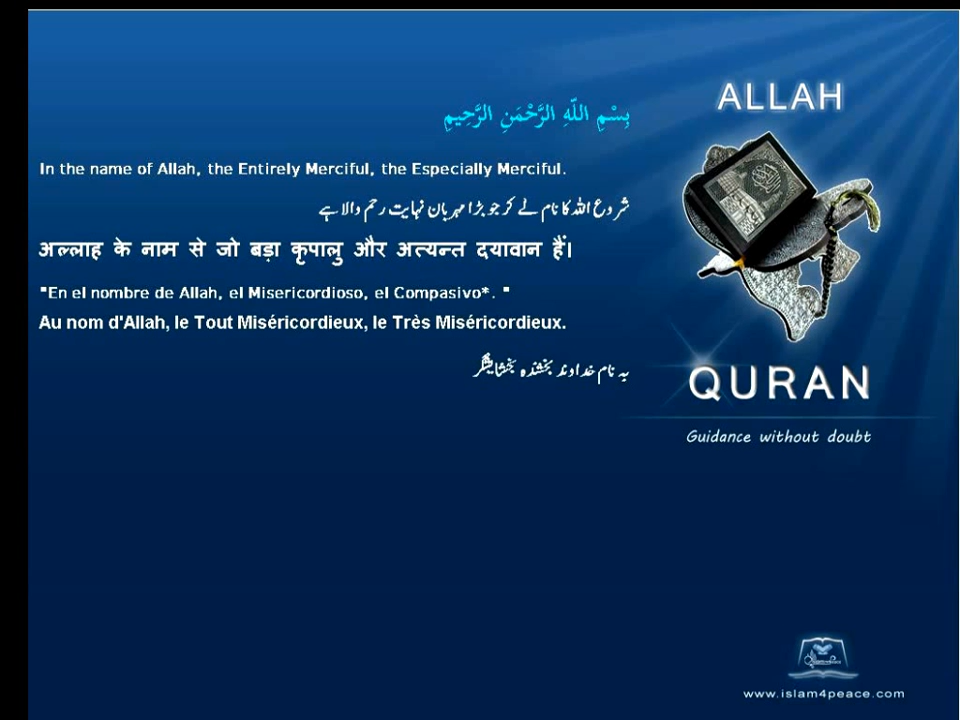 بِسْمِ اللّهِ الرَّحْمَنِ الرَّحِيمِ
In the name of Allah, the Entirely Merciful, the Especially Merciful.
شروع الله کا نام لے کر جو بڑا مہربان نہایت رحم والا ہے
अल्लाह के नाम से जो बड़ा कृपालु और अत्यन्त दयावान हैं।
"En el nombre de Allah, el Misericordioso, el Compasivo*. "
Au nom d'Allah, le Tout Miséricordieux, le Très Miséricordieux.
به نام خداوند بخشنده بخشایشگر
ALLAH
QURAN
Guidance without doubt
www.islam4peace.com